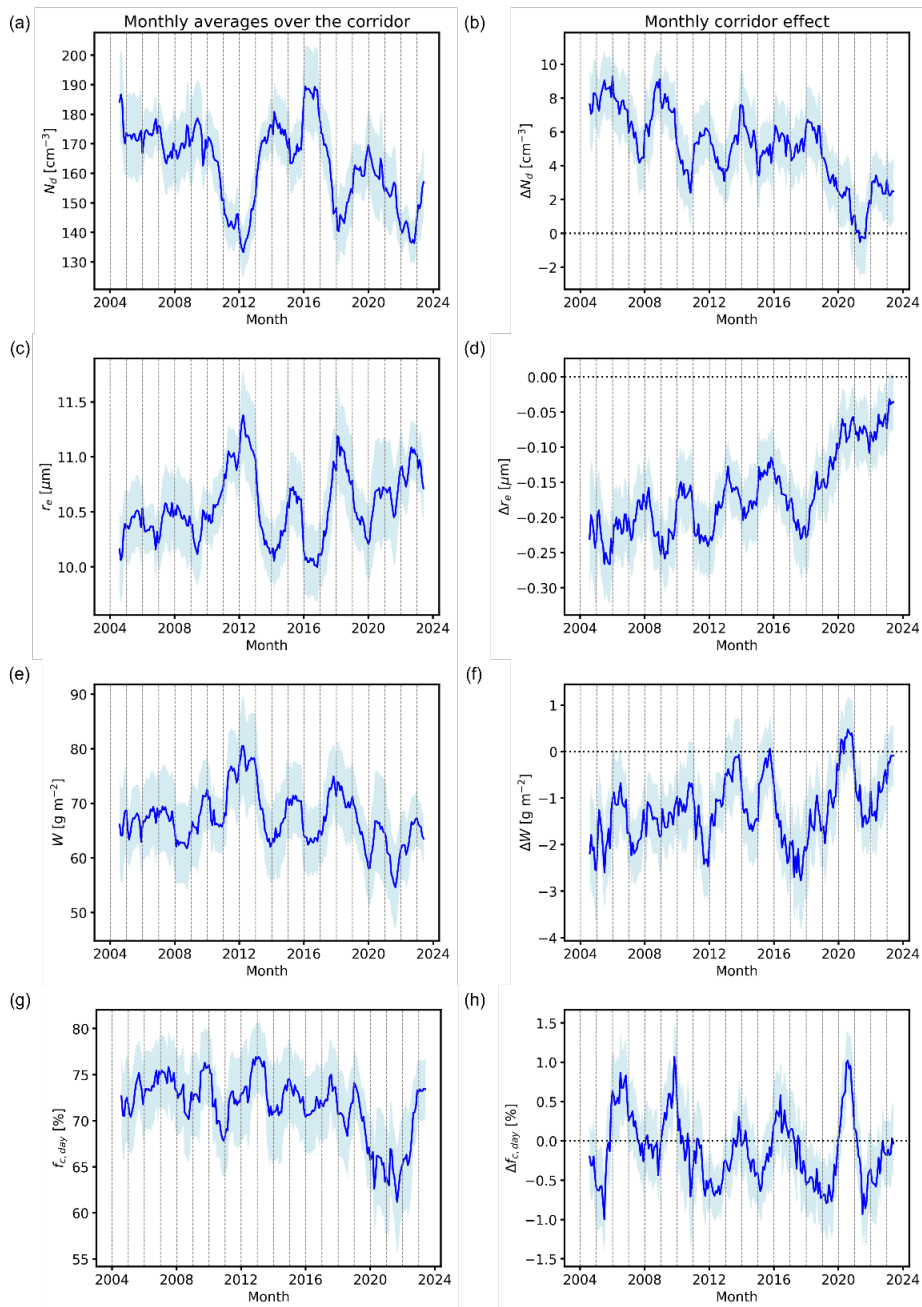 (a) Monthly averages over the corridor (b) Monthly corridor effect
200
190
180
170
160
150
140
130
N_d [cm⁻³]
2004 2008 2012 2016 2020 2024
Month
10
8
6
4
2
0
−2
ΔN_d [cm⁻³]
2004 2008 2012 2016 2020 2024
Month
(c)
11.5
11.0
10.5
10.0
r_e [μm]
2004 2008 2012 2016 2020 2024
Month
(d)
0.00
−0.05
−0.10
−0.15
−0.20
−0.25
−0.30
Δr_e [μm]
2004 2008 2012 2016 2020 2024
Month
(e)
90
80
70
60
50
W [g m⁻²]
2004 2008 2012 2016 2020 2024
Month
(f)
1
0
−1
−2
−3
−4
ΔW [g m⁻²]
2004 2008 2012 2016 2020 2024
Month
(g)
80
75
70
65
60
55
f_c,day [%]
2004 2008 2012 2016 2020 2024
Month
(h)
1.5
1.0
0.5
0.0
−0.5
−1.0
−1.5
Δf_c,day [%]
2004 2008 2012 2016 2020 2024
Month